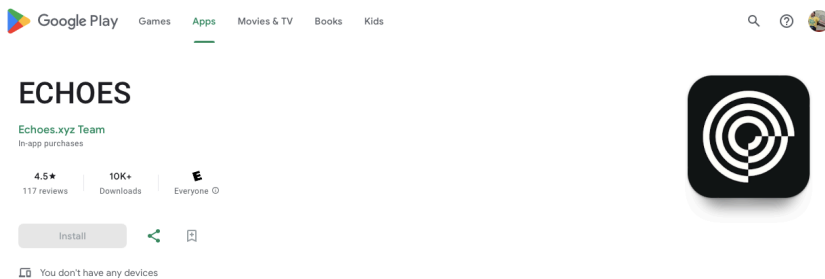 Google Play Games Apps Movies & TV Books Kids
ECHOES
Echoes.xyz Team
In-app purchases
4.5★ 10K+ E
117 reviews Downloads Everyone
Install
You don't have any devices